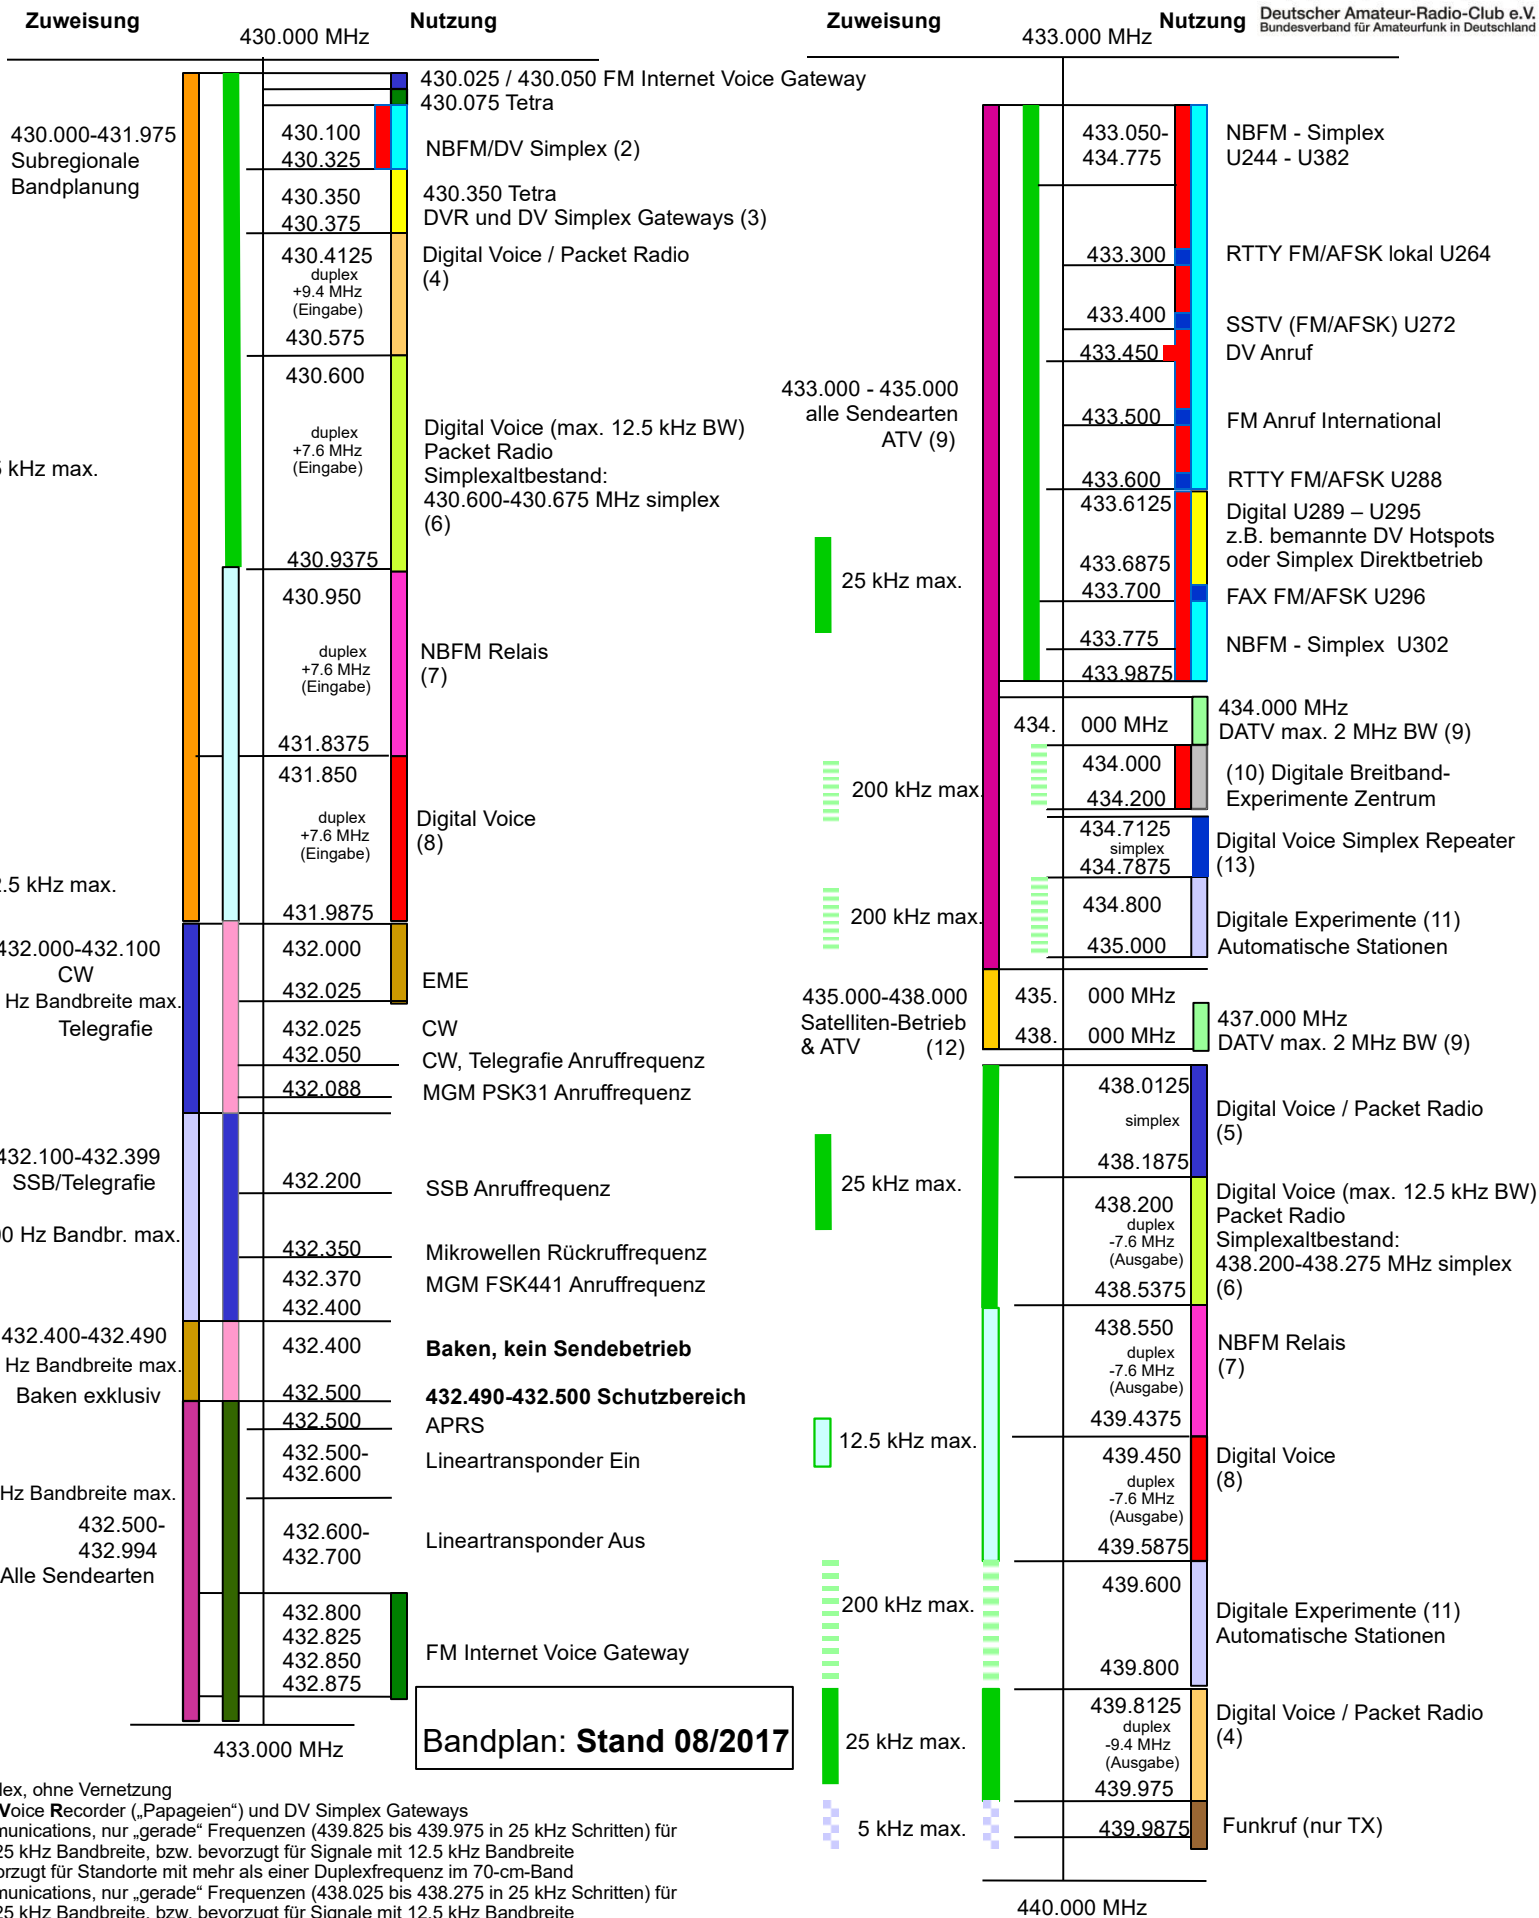 Zuweisung
430.000 MHz
Nutzung
430.000-431.975
Subregionale
Bandplanung
430.025 / 430.050 FM Internet Voice Gateway
430.075 Tetra
430.100
430.325
NBFM/DV Simplex (2)
430.350
430.375
430.350 Tetra
DVR und DV Simplex Gateways (3)
430.4125
duplex
+9.4 MHz
(Eingabe)
430.575
Digital Voice / Packet Radio
(4)
430.600
duplex
+7.6 MHz
(Eingabe)
430.9375
Digital Voice (max. 12.5 kHz BW)
Packet Radio
Simplexaltbestand:
430.600-430.675 MHz simplex
(6)
kHz max.
430.950
duplex
+7.6 MHz
(Eingabe)
431.8375
NBFM Relais
(7)
431.850
duplex
+7.6 MHz
(Eingabe)
431.9875
Digital Voice
(8)
.5 kHz max.
432.000-432.100
CW
Hz Bandbreite max.
Telegrafie
432.000
432.025
EME
432.025
CW
432.050
CW, Telegrafie Anruffrequenz
432.088
MGM PSK31 Anruffrequenz
432.100-432.399
SSB/Telegrafie
0 Hz Bandbr. max.
432.200
SSB Anruffrequenz
432.350
Mikrowellen Rückruffrequenz
432.370
MGM FSK441 Anruffrequenz
432.400
432.400-432.490
Hz Bandbreite max.
Baken exklusiv
432.400
Baken, kein Sendebetrieb
432.500
432.490-432.500 Schutzbereich
432.500
APRS
432.500-
432.600
Lineartransponder Ein
Hz Bandbreite max.
432.500-
432.994
Alle Sendearten
432.600-
432.700
Lineartransponder Aus
432.800
432.825
432.850
432.875
FM Internet Voice Gateway
433.000 MHz
Bandplan: Stand 08/2017
lex, ohne Vernetzung
Voice Recorder („Papageien“) und DV Simplex Gateways
munications, nur „gerade“ Frequenzen (439.825 bis 439.975 in 25 kHz Schritten) für
25 kHz Bandbreite, bzw. bevorzugt für Signale mit 12.5 kHz Bandbreite
orzugt für Standorte mit mehr als einer Duplexfrequenz im 70-cm-Band
munications, nur „gerade“ Frequenzen (438.025 bis 438.275 in 25 kHz Schritten) für
25 kHz Bandbreite, bzw. bevorzugt für Signale mit 12.5 kHz Bandbreite
Zuweisung
433.000 MHz
Nutzung
Deutscher Amateur-Radio-Club e.V.
Bundesverband für Amateurfunk in Deutschland
433.050-
434.775
NBFM - Simplex
U244 - U382
433.300
RTTY FM/AFSK lokal U264
433.400
SSTV (FM/AFSK) U272
433.450
DV Anruf
433.000 - 435.000
alle Sendearten
ATV (9)
433.500
FM Anruf International
433.600
RTTY FM/AFSK U288
433.6125
433.6875
Digital U289 – U295
z.B. bemannte DV Hotspots
oder Simplex Direktbetrieb
25 kHz max.
433.700
FAX FM/AFSK U296
433.775
NBFM - Simplex U302
433.9875
434. 000 MHz
434.000 MHz
DATV max. 2 MHz BW (9)
200 kHz max.
434.000
434.200
(10) Digitale Breitband-
Experimente Zentrum
434.7125
simplex
434.7875
Digital Voice Simplex Repeater
(13)
200 kHz max.
434.800
435.000
Digitale Experimente (11)
Automatische Stationen
435.000-438.000
Satelliten-Betrieb
& ATV (12)
435. 000 MHz
438. 000 MHz
437.000 MHz
DATV max. 2 MHz BW (9)
438.0125
simplex
438.1875
Digital Voice / Packet Radio
(5)
25 kHz max.
438.200
duplex
-7.6 MHz
(Ausgabe)
438.5375
Digital Voice (max. 12.5 kHz BW)
Packet Radio
Simplexaltbestand:
438.200-438.275 MHz simplex
(6)
438.550
duplex
-7.6 MHz
(Ausgabe)
439.4375
NBFM Relais
(7)
12.5 kHz max.
439.450
duplex
-7.6 MHz
(Ausgabe)
439.5875
Digital Voice
(8)
200 kHz max.
439.600
439.800
Digitale Experimente (11)
Automatische Stationen
25 kHz max.
439.8125
duplex
-9.4 MHz
(Ausgabe)
439.975
Digital Voice / Packet Radio
(4)
5 kHz max.
439.9875
Funkruf (nur TX)
440.000 MHz